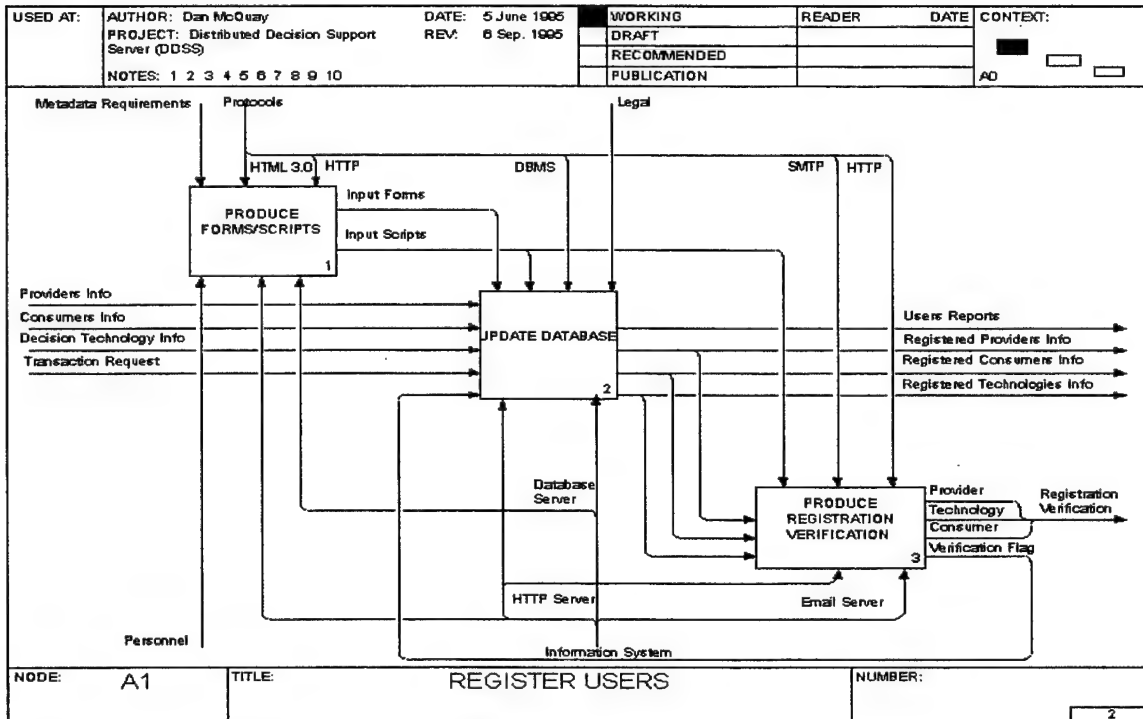 USED AT:
AUTHOR: Dan McQuay
DATE: 5 June 1995
PROJECT: Distributed Decision Support
Server (DDSS)
REV: 6 Sep. 1995
NOTES: 1 2 3 4 5 6 7 8 9 10
WORKING
DRAFT
RECOMMENDED
PUBLICATION
READER DATE
CONTEXT:
A0
Metadata Requirements
Protocols
Legal
HTML 3.0
HTTP
DBMS
SMTP
HTTP
PRODUCE
FORMS/SCRIPTS
1
Input Forms
Input Scripts
Providers Info
Consumers Info
Decision Technology Info
Transaction Request
UPDATE DATABASE
2
Users Reports
Registered Providers Info
Registered Consumers Info
Registered Technologies Info
Database
Server
PRODUCE
REGISTRATION
VERIFICATION
3
Provider
Technology
Consumer
Verification Flag
Registration
Verification
HTTP Server
Email Server
Personnel
Information System
NODE: A1
TITLE: REGISTER USERS
NUMBER:
2